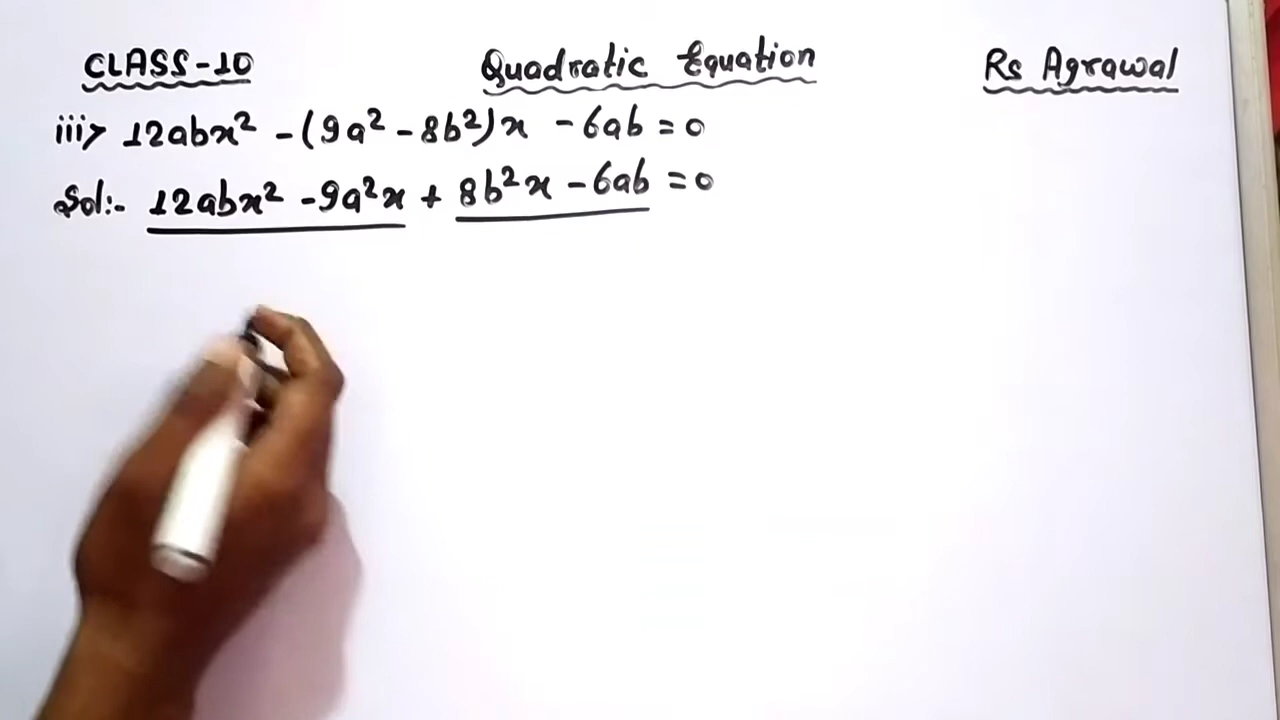 CLASS-10 Quadratic Equation Rs Agrawal
iii> 12abx² - (9a² - 8b²)x - 6ab = 0
Sol:- 12abx² - 9a²x + 8b²x - 6ab = 0